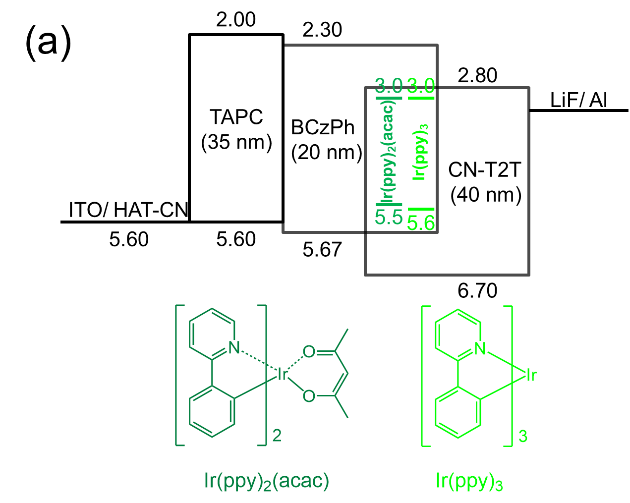 (a)
2.00
2.30
3.0
3.0
2.80
LiF/ Al
TAPC
(35 nm)
BCzPh
(20 nm)
Ir(ppy)2(acac)
Ir(ppy)3
CN-T2T
(40 nm)
ITO/ HAT-CN
5.60
5.60
5.67
5.5
5.6
6.70
N
Ir
O
O
2
N
Ir
3
Ir(ppy)2(acac)
Ir(ppy)3